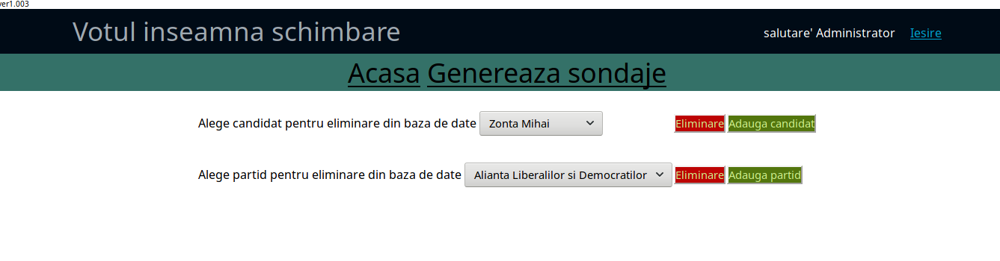 ver1.003
Votul inseamna schimbare
salutare' Administrator Iesire
Acasa Genereaza sondaje
Alege candidat pentru eliminare din baza de date Zonta Mihai Eliminare Adauga candidat
Alege partid pentru eliminare din baza de date Alianta Liberalilor si Democratilor Eliminare Adauga partid